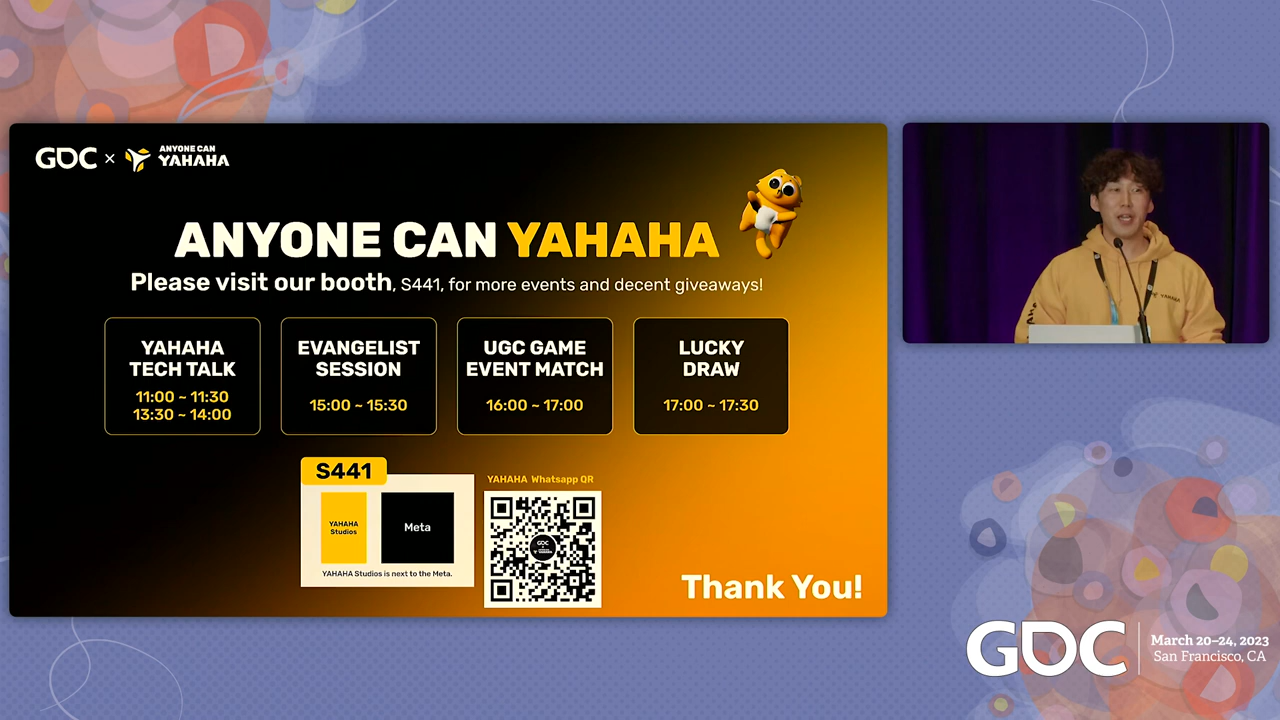 GDC × ANYONE CAN
YAHAHA
ANYONE CAN YAHAHA
Please visit our booth, S441, for more events and decent giveaways!
YAHAHA
TECH TALK
11:00 ~ 11:30
13:30 ~ 14:00
EVANGELIST
SESSION
15:00 ~ 15:30
UGC GAME
EVENT MATCH
16:00 ~ 17:00
LUCKY
DRAW
17:00 ~ 17:30
S441
YAHAHA
Studios
Meta
YAHAHA Studios is next to the Meta.
YAHAHA Whatsapp QR
GDC
Thank You!
YAHAHA
GDC
March 20–24, 2023
San Francisco, CA